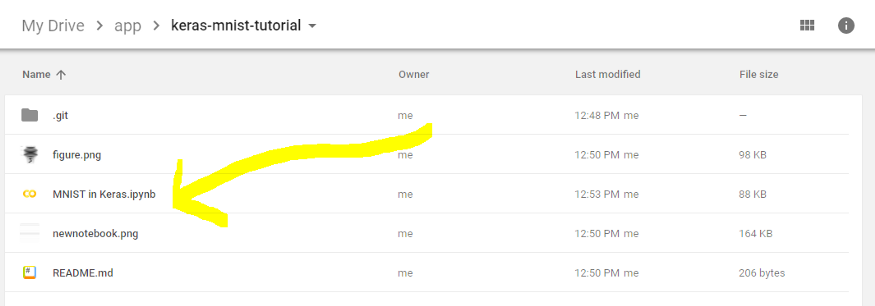 My Drive > app > keras-mnist-tutorial
Name Owner Last modified File size
.git me 12:48 PM me —
figure.png me 12:50 PM me 98 KB
MNIST in Keras.ipynb me 12:53 PM me 88 KB
newnotebook.png me 12:50 PM me 164 KB
README.md me 12:50 PM me 206 bytes